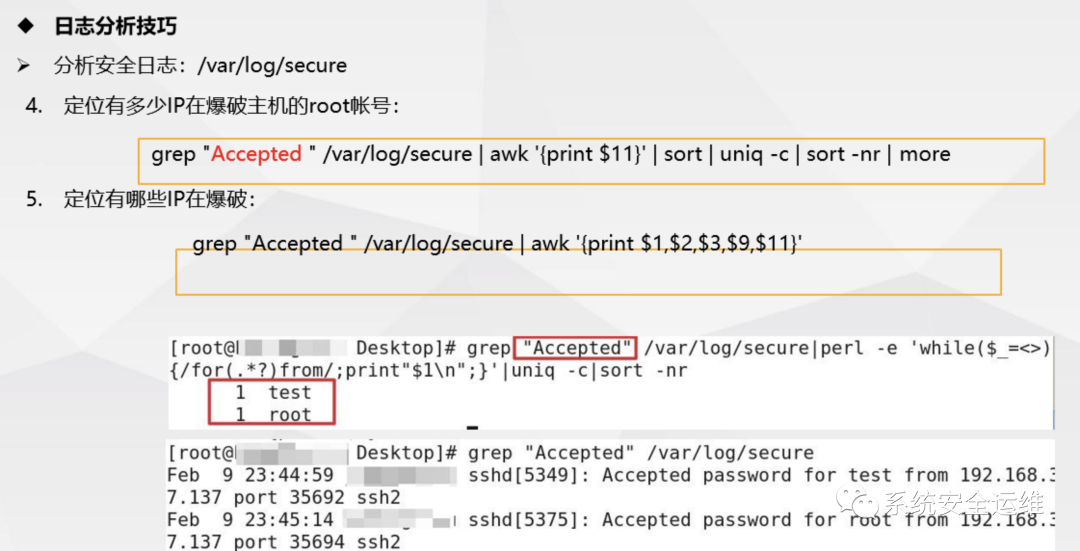 ◆ 日志分析技巧
➢ 分析安全日志：/var/log/secure
4. 定位有多少IP在爆破主机的root帐号：
grep "Accepted " /var/log/secure | awk '{print $11}' | sort | uniq -c | sort -nr | more
5. 定位有哪些IP在爆破：
grep "Accepted " /var/log/secure | awk '{print $1,$2,$3,$9,$11}'
[root@ Desktop]# grep "Accepted" /var/log/secure|perl -e 'while($_=<>)
{/for(.*?)from/;print"$1\n";}'|uniq -c|sort -nr
1 test
1 root
[root@ Desktop]# grep "Accepted" /var/log/secure
Feb 9 23:44:59 sshd[5349]: Accepted password for test from 192.168.3
7.137 port 35692 ssh2
Feb 9 23:45:14 sshd[5375]: Accepted password for root from 192.168.3
7.137 port 35694 ssh2
系统安全运维